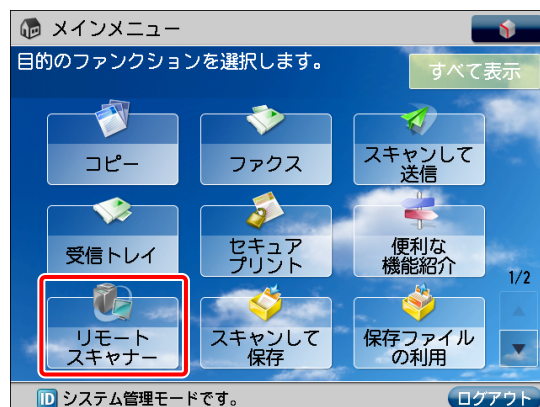 メインメニュー
目的のファンクションを選択します。
すべて表示
コピー
ファクス
スキャンして
送信
受信トレイ
セキュア
プリント
便利な
機能紹介
1/2
リモート
スキャナー
スキャンして
保存
保存ファイル
の利用
ID システム管理モードです。
ログアウト